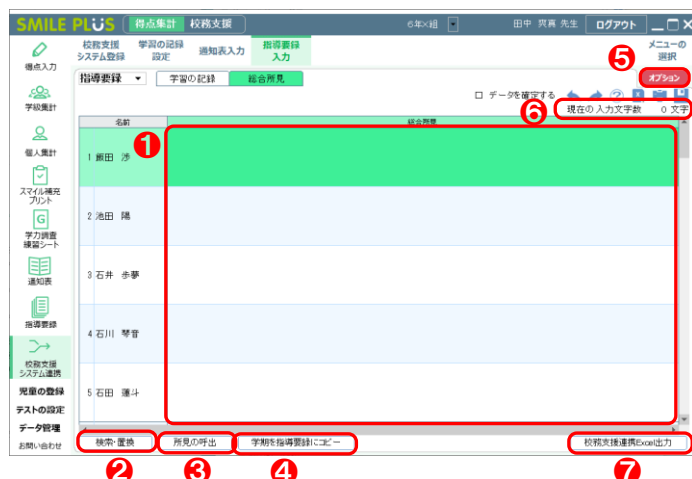 SMILE PLUS 得点集計 校務支援 6年×組 田中 爽真 先生 ログアウト
得点入力
校務支援
システム登録
学習の記録
設定
通知表入力
指導要録
入力
メニューの
選択
5
指導要録 学習の記録 総合所見 オプション
学級集計
データを確定する
6 現在の入力文字数 0 文字
名前 総合所見
個人集計
1
1 飯田 渉
スマイル補充
プリント
G
学力調査
練習シート
2 池田 陽
通知表
3 石井 歩夢
指導要録
4 石川 琴音
校務支援
システム連携
児童の登録
5 石田 蓮斗
テストの設定
データ管理
お問い合わせ
検索・置換 所見の呼出 学期を指導要録にコピー 校務支援連携Excel出力
2 3 4 7